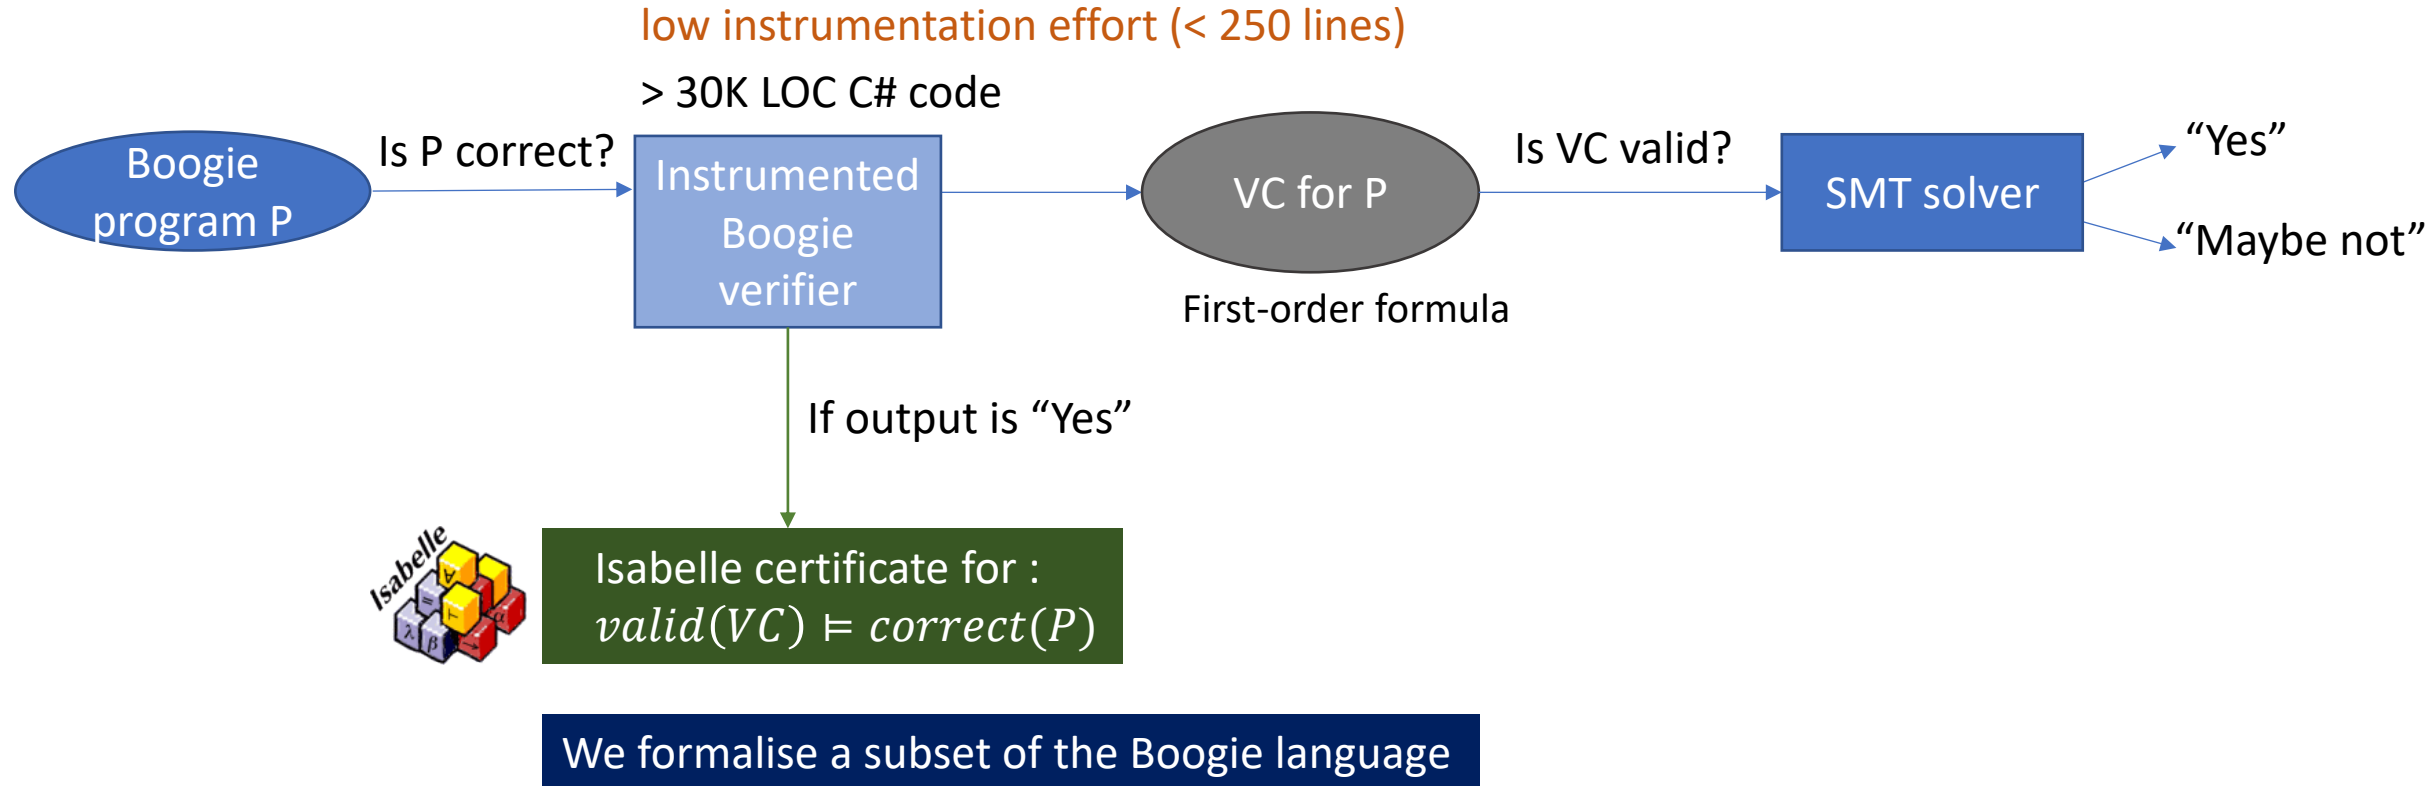 low instrumentation effort (< 250 lines)
> 30K LOC C# code
Boogie
program P
Is P correct?
Instrumented
Boogie
verifier
VC for P
First-order formula
Is VC valid?
SMT solver
“Yes”
“Maybe not”
If output is “Yes”
Isabelle
∀
=
λ
β
→
α
Isabelle certificate for :
valid(VC) ⊨ correct(P)
We formalise a subset of the Boogie language